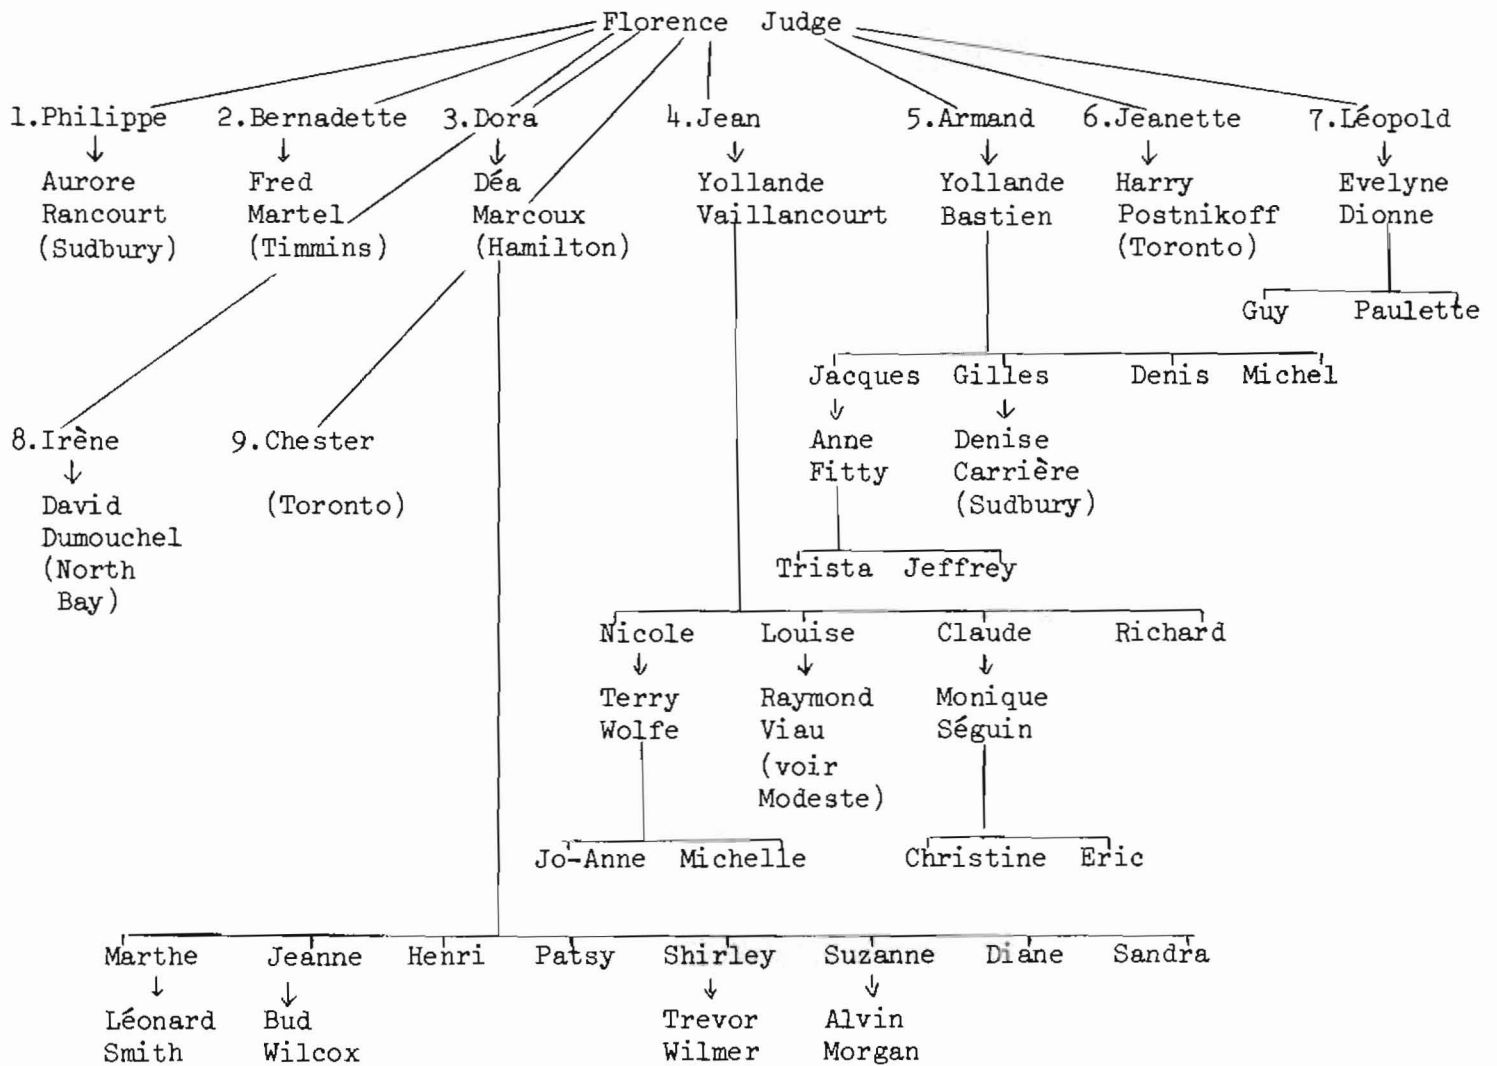 Florence Judge
1.Philippe 2.Bernadette 3.Dora 4.Jean 5.Armand 6.Jeanette 7.Léopold
Aurore Fred Déa Yollande Yollande Harry Evelyne
Rancourt Martel Marcoux Vaillancourt Bastien Postnikoff Dionne
(Sudbury) (Timmins) (Hamilton) (Toronto)
Guy Paulette
Jacques Gilles Denis Michel
8.Irène 9.Chester Anne Denise
Fitty Carrière
David (Toronto) (Sudbury)
Dumouchel
(North Trista Jeffrey
Bay)
Nicole Louise Claude Richard
Terry Raymond Monique
Wolfe Viau Séguin
(voir
Modeste)
Jo-Anne Michelle Christine Eric
Marthe Jeanne Henri Patsy Shirley Suzanne Diane Sandra
Léonard Bud Trevor Alvin
Smith Wilcox Wilmer Morgan